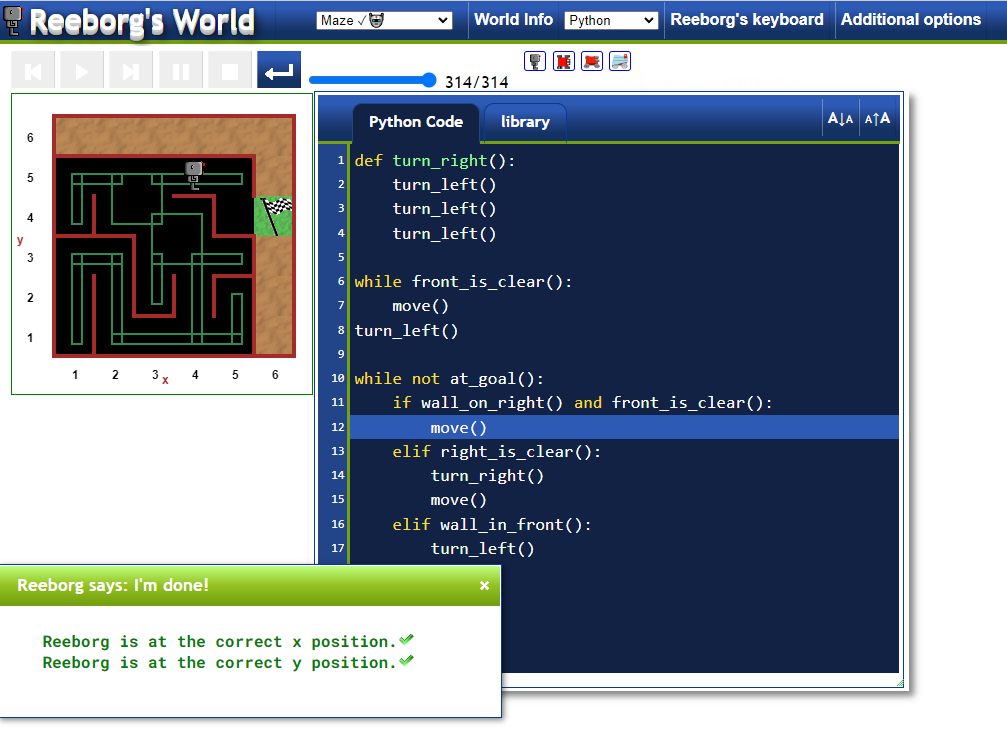 Reeborg's World
Maze ✓
World Info
Python
Reeborg's keyboard
Additional options
314/314
6
5
4
y
3
2
1
1 2 3 x 4 5 6
Python Code
library
A↓A
A↑A
1 def turn_right():
2     turn_left()
3     turn_left()
4     turn_left()
5
6 while front_is_clear():
7     move()
8 turn_left()
9
10 while not at_goal():
11     if wall_on_right() and front_is_clear():
12         move()
13     elif right_is_clear():
14         turn_right()
15         move()
16     elif wall_in_front():
17         turn_left()
Reeborg says: I'm done!
×
Reeborg is at the correct x position.✓
Reeborg is at the correct y position.✓